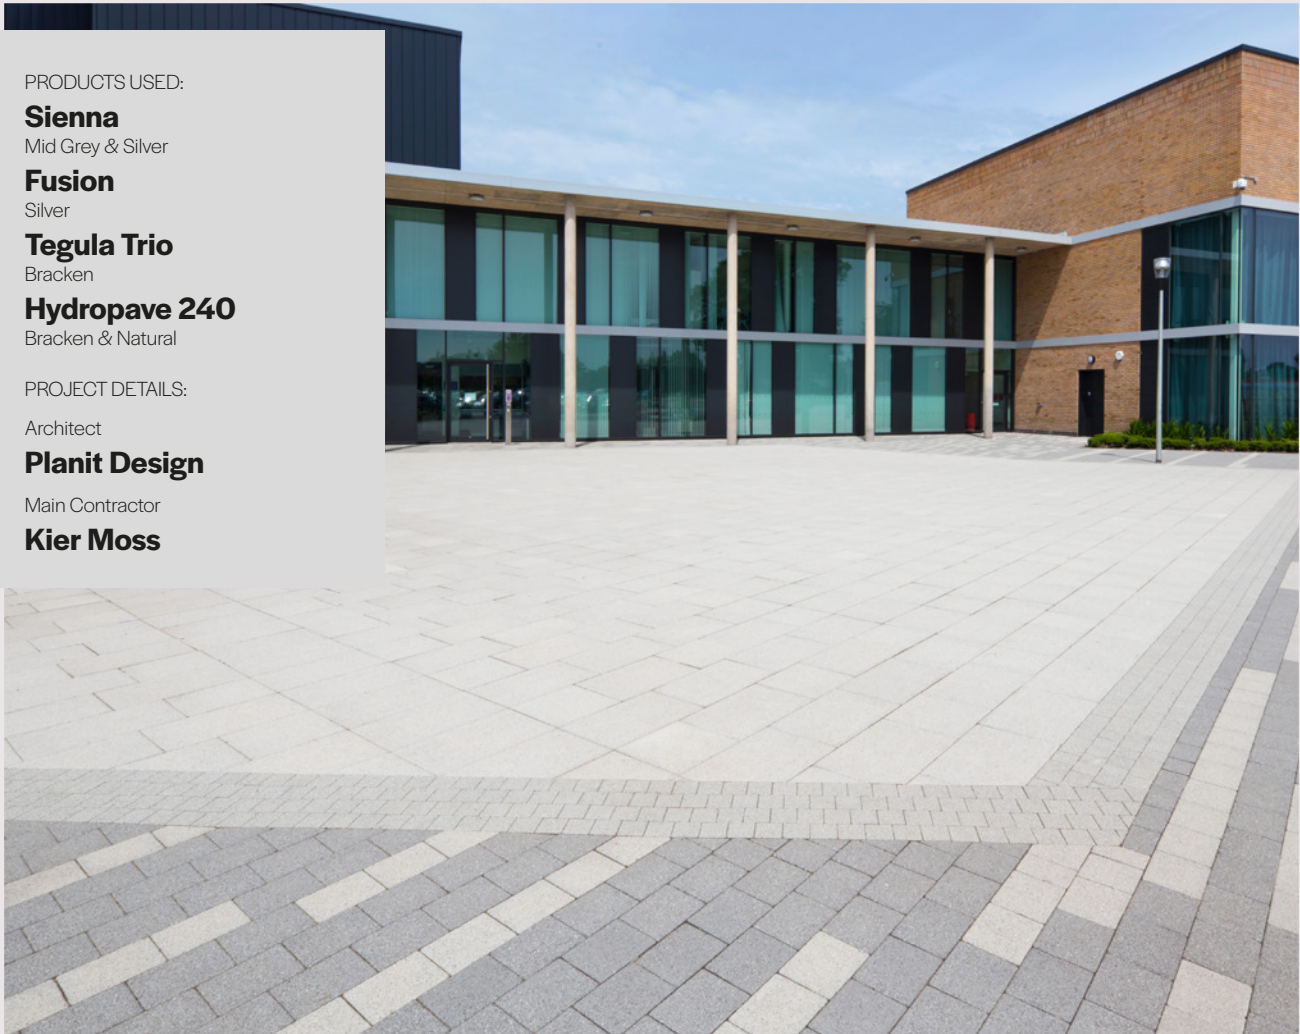 PRODUCTS USED:
Sienna
Mid Grey & Silver
Fusion
Silver
Tegula Trio
Bracken
Hydropave 240
Bracken & Natural
PROJECT DETAILS:
Architect
Planit Design
Main Contractor
Kier Moss